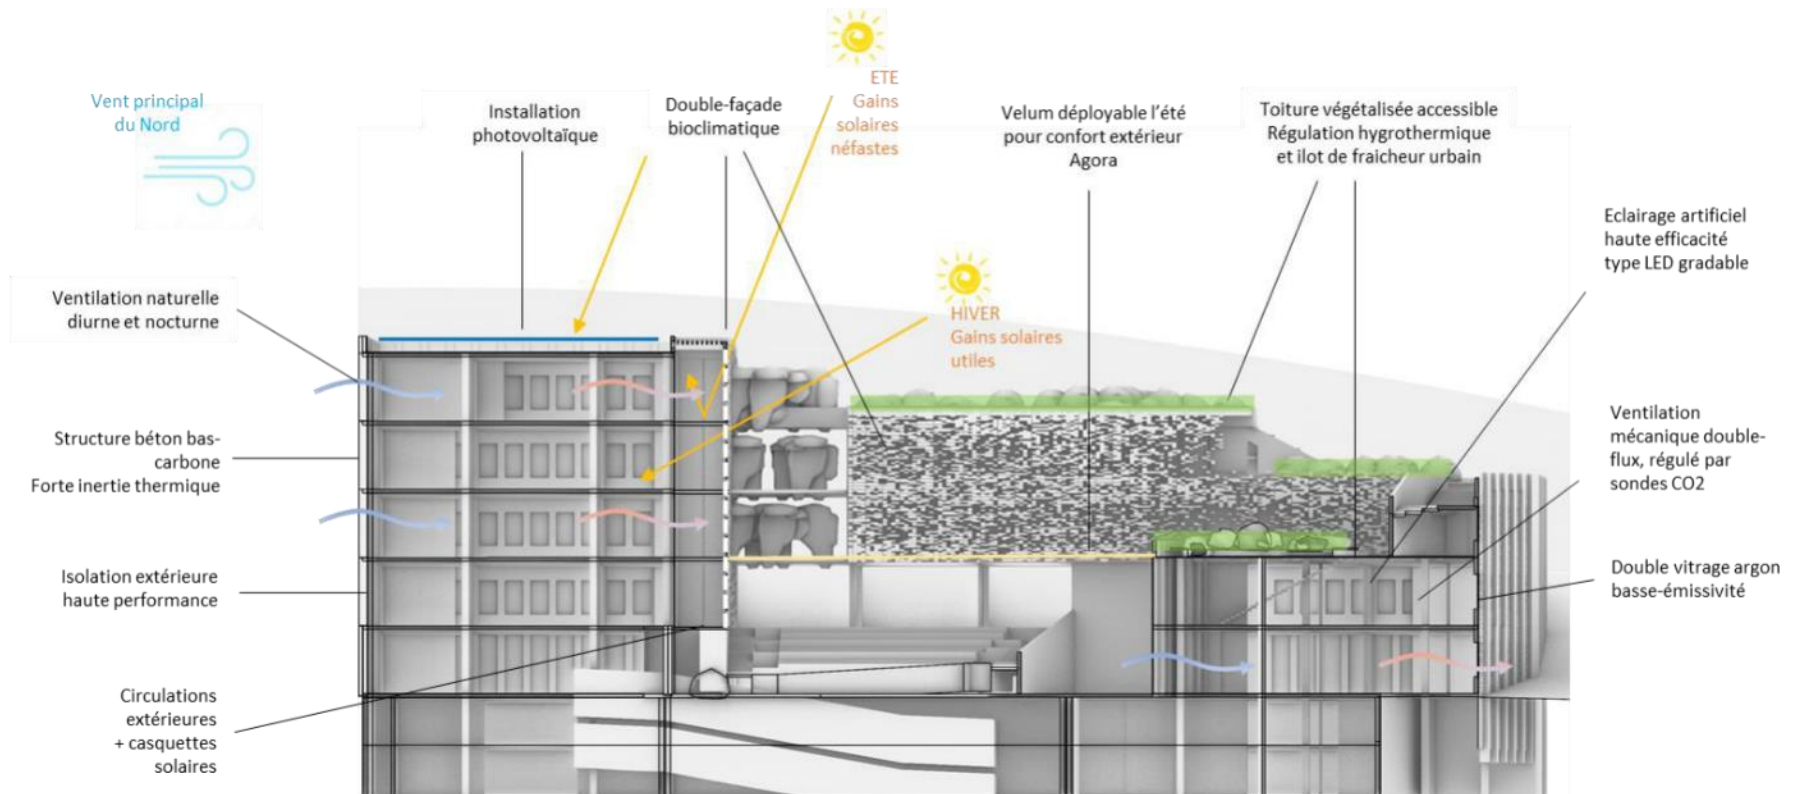 Vent principal
du Nord
Installation
photovoltaïque
Double-façade
bioclimatique
ETE
Gains
solaires
néfastes
Velum déployable l'été
pour confort extérieur
Agora
Toiture végétalisée accessible
Régulation hygrothermique
et ilot de fraicheur urbain
Eclairage artificiel
haute efficacité
type LED gradable
Ventilation naturelle
diurne et nocturne
HIVER
Gains solaires
utiles
Structure béton bas-
carbone
Forte inertie thermique
Ventilation
mécanique double-
flux, régulé par
sondes CO2
Isolation extérieure
haute performance
Double vitrage argon
basse-émissivité
Circulations
extérieures
+ casquettes
solaires